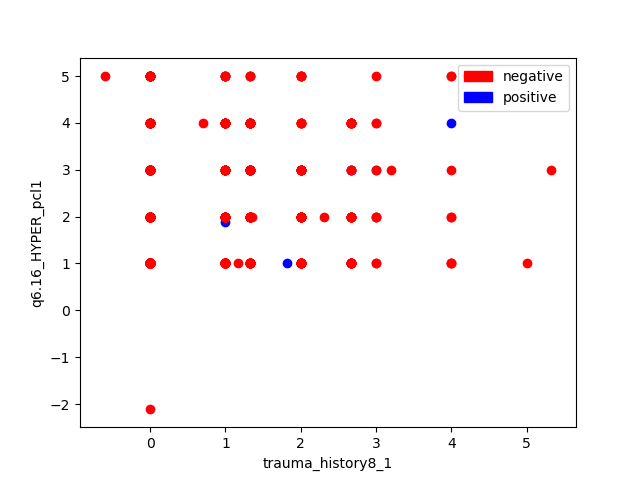 negative
positive
5
4
3
2
1
0
−1
−2
q6.16_HYPER_pcl1
0 1 2 3 4 5
trauma_history8_1